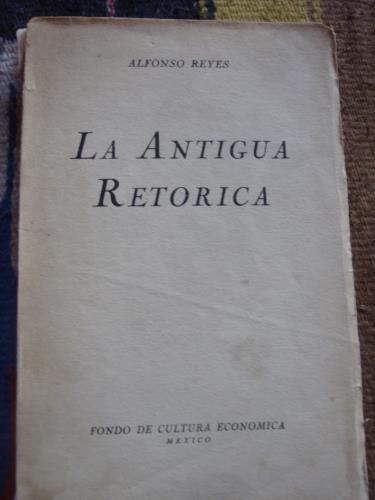 ALFONSO REYES
LA ANTIGUA
RETORICA
FONDO DE CULTURA ECONOMICA
MEXICO